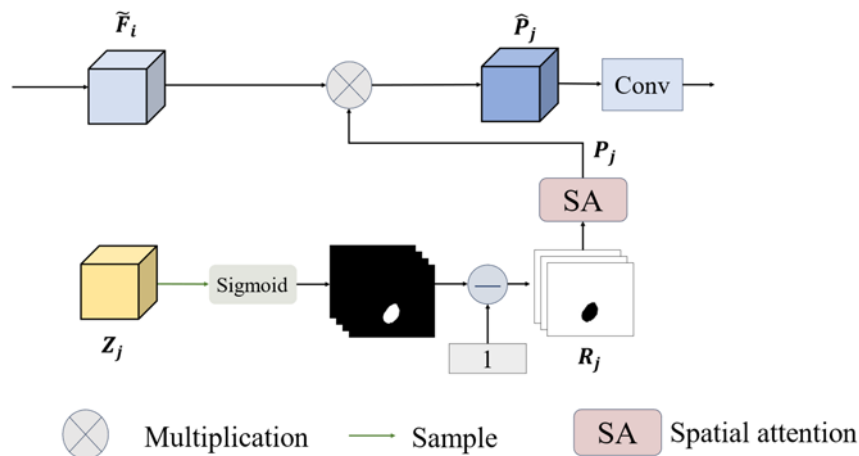 F̃ᵢ
P̂ⱼ
Conv
Pⱼ
SA
Sigmoid
—
Zⱼ
1
Rⱼ
Multiplication
Sample
SA
Spatial attention